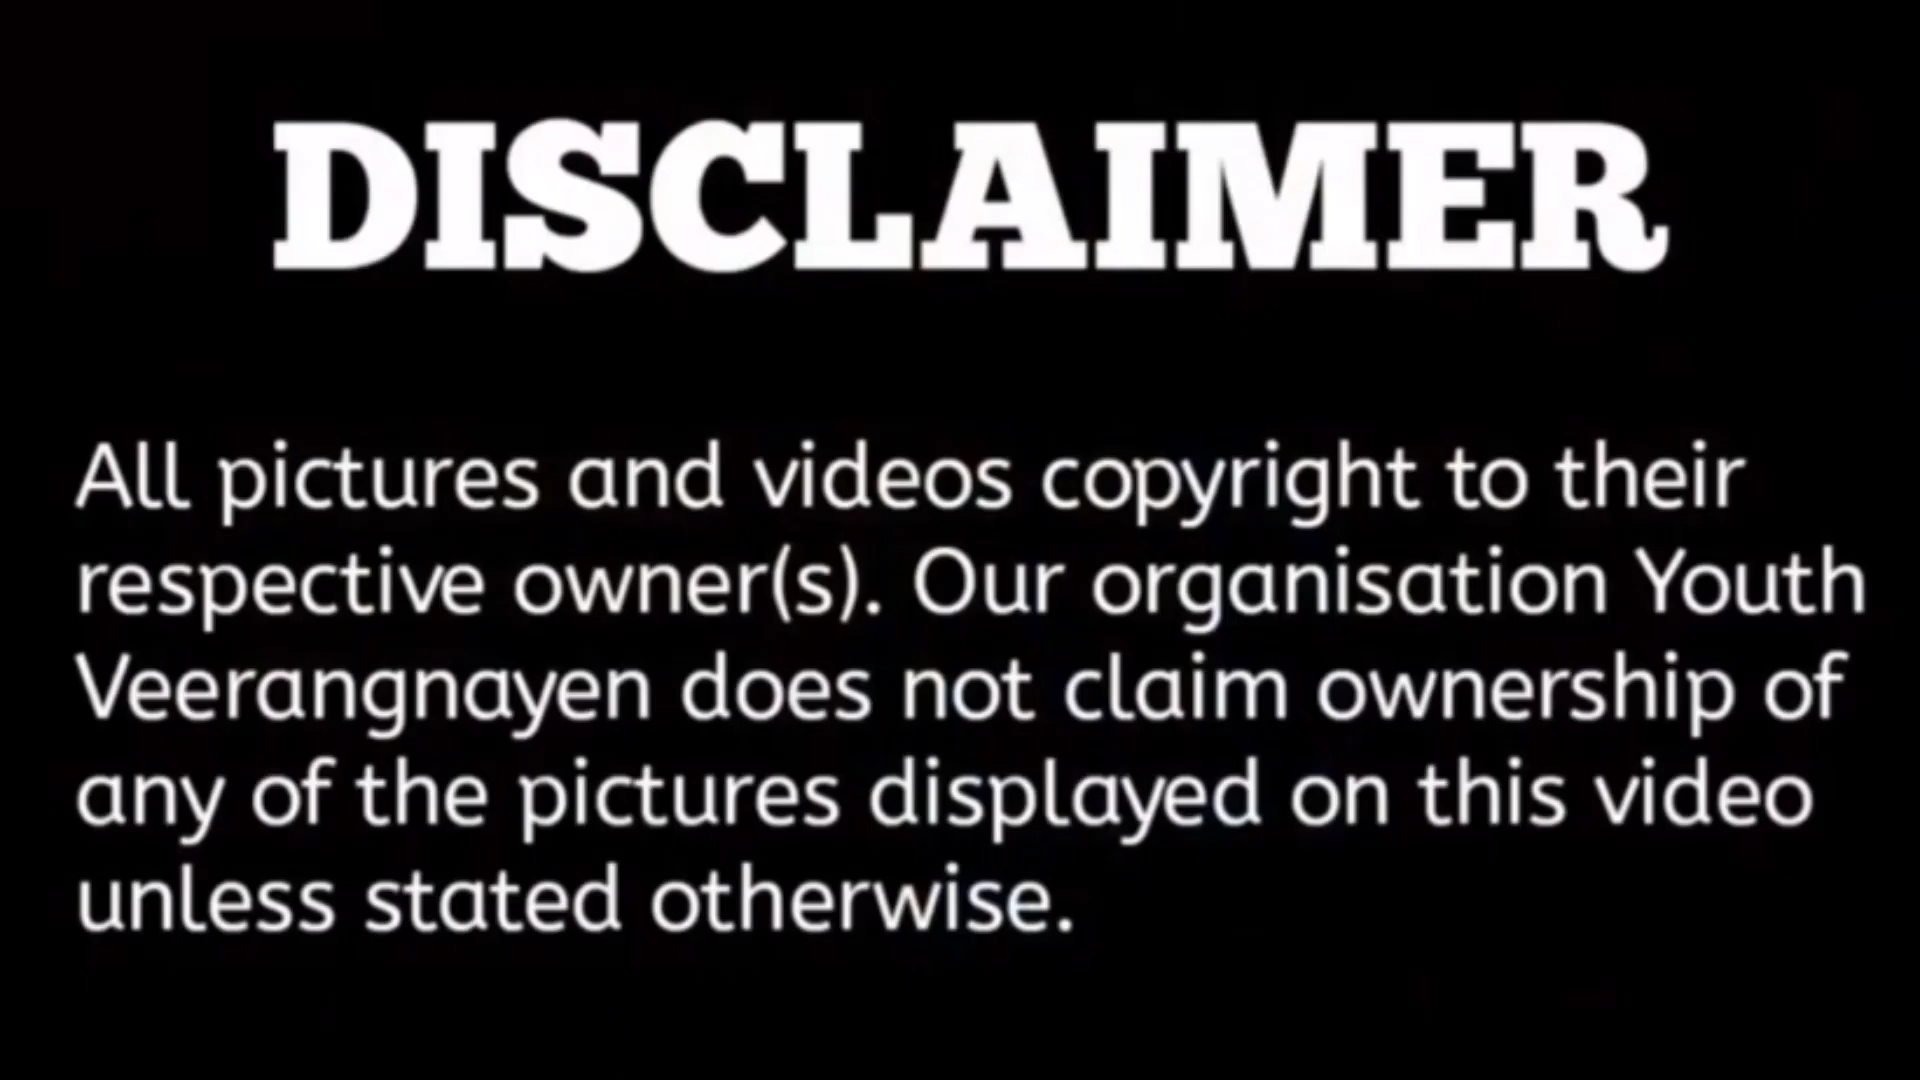 DISCLAIMER
All pictures and videos copyright to their
respective owner(s). Our organisation Youth
Veerangnayen does not claim ownership of
any of the pictures displayed on this video
unless stated otherwise.